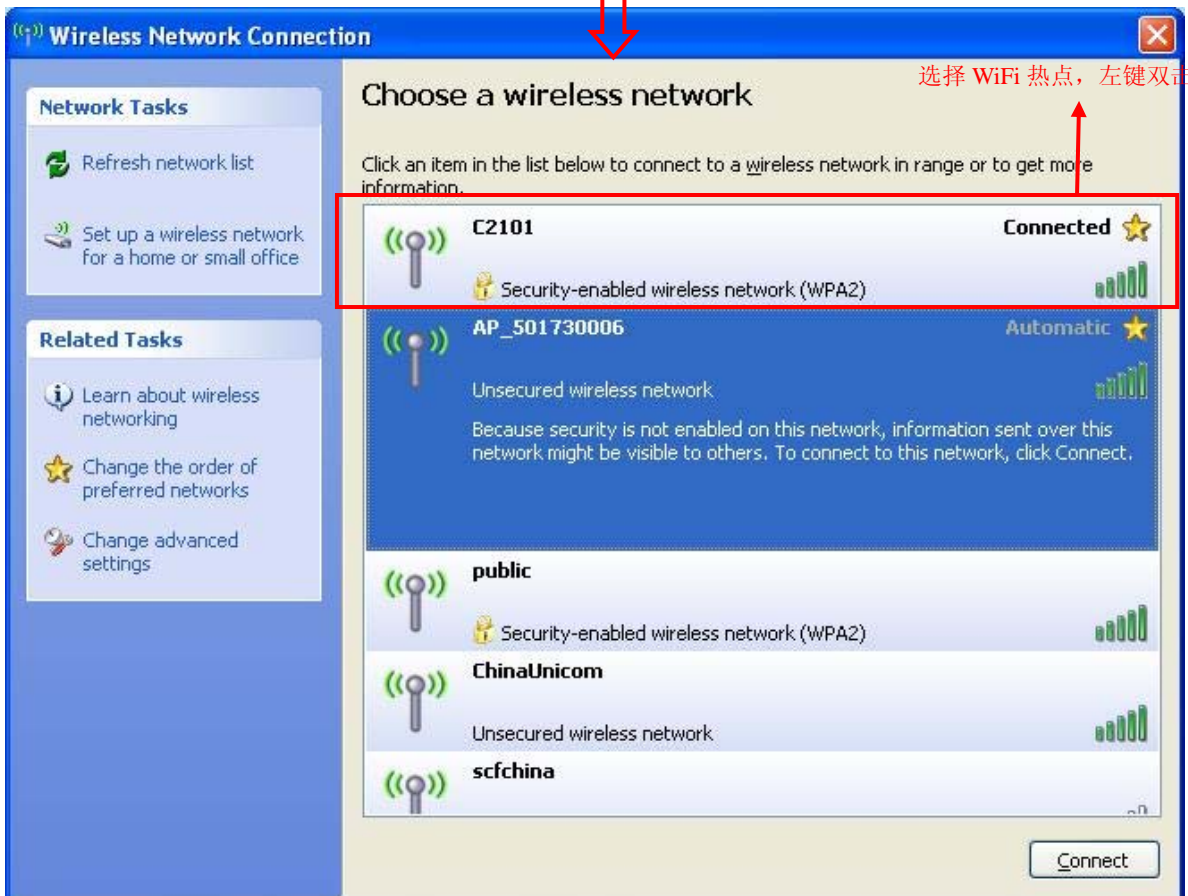 Wireless Network Connection
选择 WiFi 热点，左键双击
Network Tasks
Refresh network list
Set up a wireless network
for a home or small office
Related Tasks
Learn about wireless
networking
Change the order of
preferred networks
Change advanced
settings
Choose a wireless network
Click an item in the list below to connect to a wireless network in range or to get more
information.
C2101
Connected
Security-enabled wireless network (WPA2)
AP_501730006
Automatic
Unsecured wireless network
Because security is not enabled on this network, information sent over this
network might be visible to others. To connect to this network, click Connect.
public
Security-enabled wireless network (WPA2)
ChinaUnicom
Unsecured wireless network
scfchina
Connect